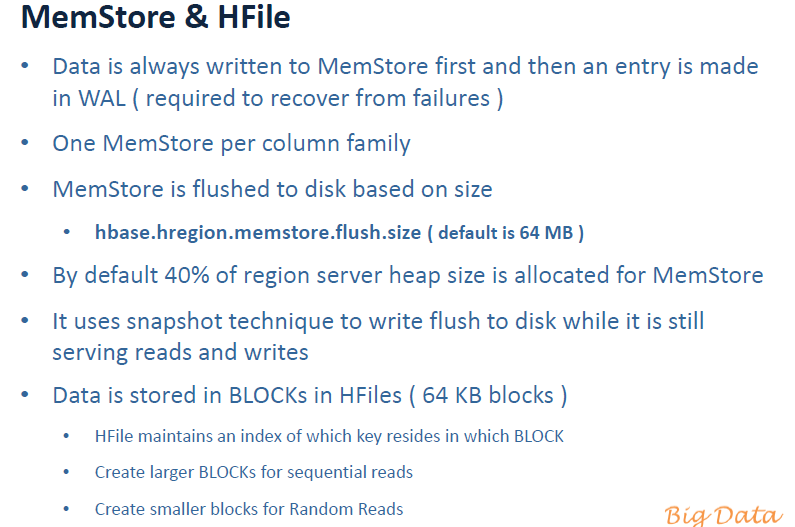 MemStore & HFile
• Data is always written to MemStore first and then an entry is made
in WAL ( required to recover from failures )
• One MemStore per column family
• MemStore is flushed to disk based on size
• hbase.hregion.memstore.flush.size ( default is 64 MB )
• By default 40% of region server heap size is allocated for MemStore
• It uses snapshot technique to write flush to disk while it is still
serving reads and writes
• Data is stored in BLOCKs in HFiles ( 64 KB blocks )
• HFile maintains an index of which key resides in which BLOCK
• Create larger BLOCKs for sequential reads
• Create smaller blocks for Random Reads
Big Data